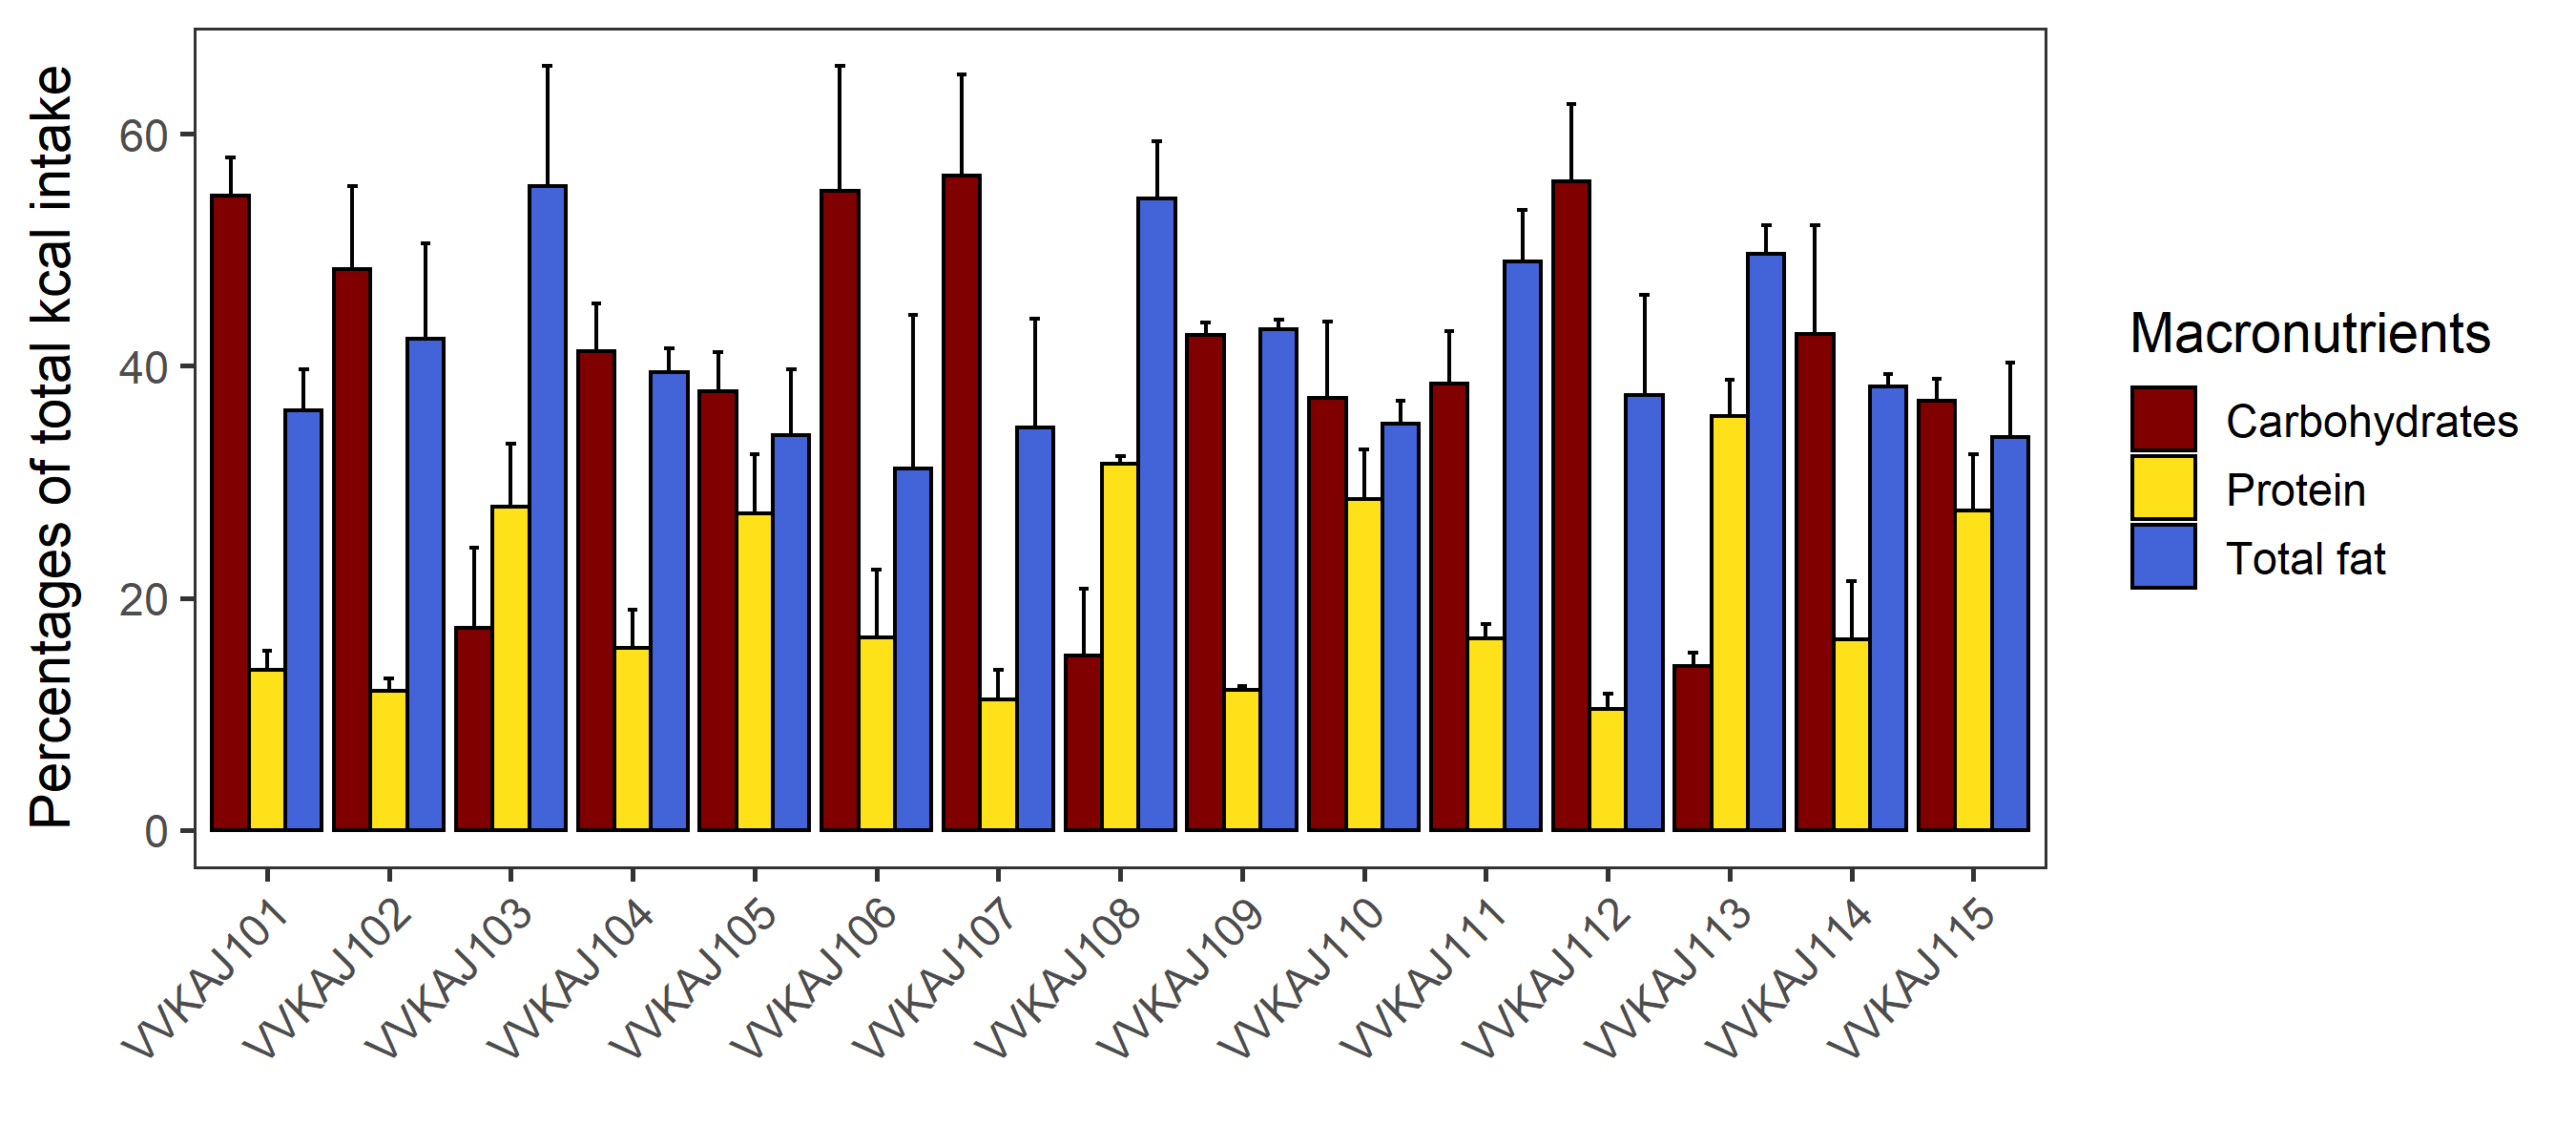 Percentages of total kcal intake
60
40
20
0
VVKAJ101
VVKAJ102
VVKAJ103
VVKAJ104
VVKAJ105
VVKAJ106
VVKAJ107
VVKAJ108
VVKAJ109
VVKAJ110
VVKAJ111
VVKAJ112
VVKAJ113
VVKAJ114
VVKAJ115
Macronutrients
Carbohydrates
Protein
Total fat